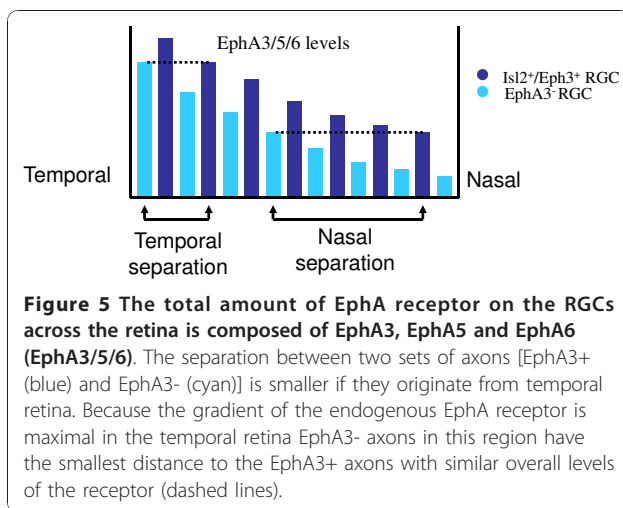 EphA3/5/6 levels
Isl2⁺/Eph3⁺ RGC
EphA3⁻ RGC
Temporal
Nasal
Temporal separation
Nasal separation
Figure 5 The total amount of EphA receptor on the RGCs
across the retina is composed of EphA3, EphA5 and EphA6
(EphA3/5/6). The separation between two sets of axons [EphA3+
(blue) and EphA3- (cyan)] is smaller if they originate from temporal
retina. Because the gradient of the endogenous EphA receptor is
maximal in the temporal retina EphA3- axons in this region have
the smallest distance to the EphA3+ axons with similar overall levels
of the receptor (dashed lines).